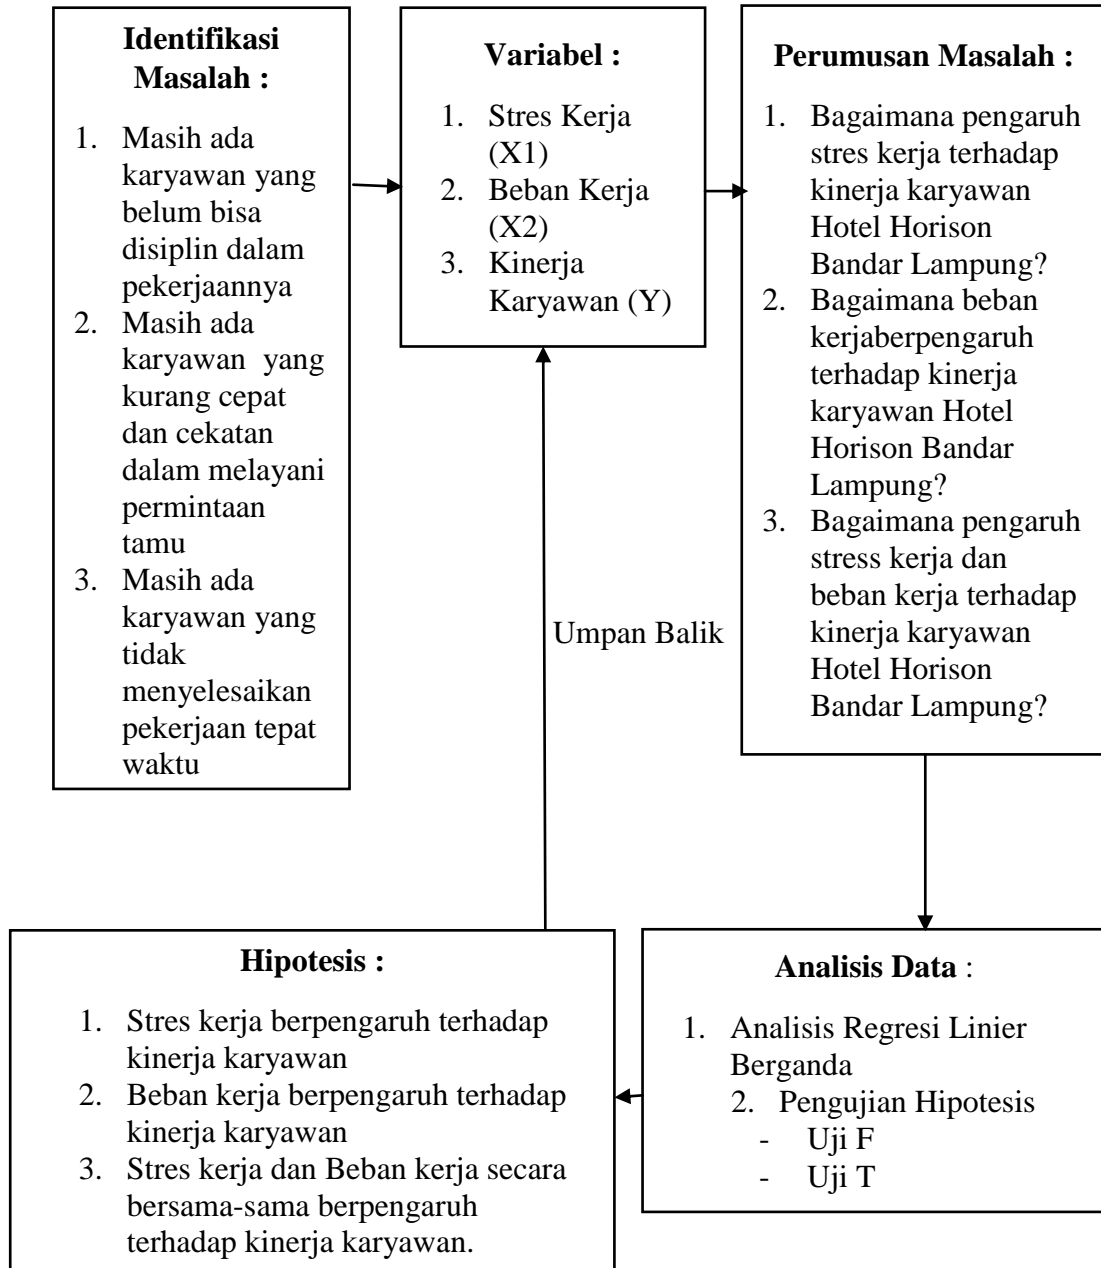 Identifikasi
Masalah :
1. Masih ada
karyawan yang
belum bisa
disiplin dalam
pekerjaannya
2. Masih ada
karyawan yang
kurang cepat
dan cekatan
dalam melayani
permintaan
tamu
3. Masih ada
karyawan yang
tidak
menyelesaikan
pekerjaan tepat
waktu
Variabel :
1. Stres Kerja
(X1)
2. Beban Kerja
(X2)
3. Kinerja
Karyawan (Y)
Perumusan Masalah :
1. Bagaimana pengaruh
stres kerja terhadap
kinerja karyawan
Hotel Horison
Bandar Lampung?
2. Bagaimana beban
kerjaberpengaruh
terhadap kinerja
karyawan Hotel
Horison Bandar
Lampung?
3. Bagaimana pengaruh
stress kerja dan
beban kerja terhadap
kinerja karyawan
Hotel Horison
Bandar Lampung?
Umpan Balik
Hipotesis :
1. Stres kerja berpengaruh terhadap
kinerja karyawan
2. Beban kerja berpengaruh terhadap
kinerja karyawan
3. Stres kerja dan Beban kerja secara
bersama-sama berpengaruh
terhadap kinerja karyawan.
Analisis Data :
1. Analisis Regresi Linier
Berganda
2. Pengujian Hipotesis
- Uji F
- Uji T